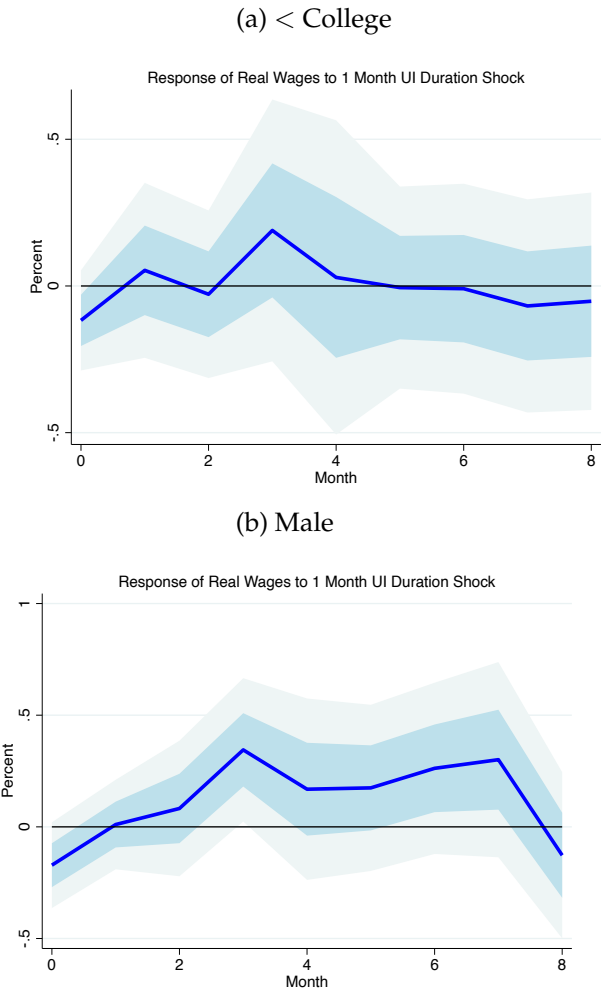 (a) < College
Response of Real Wages to 1 Month UI Duration Shock
.5
0
-.5
Percent
0 2 4 6 8
Month
(b) Male
Response of Real Wages to 1 Month UI Duration Shock
1
.5
0
-.5
Percent
0 2 4 6 8
Month